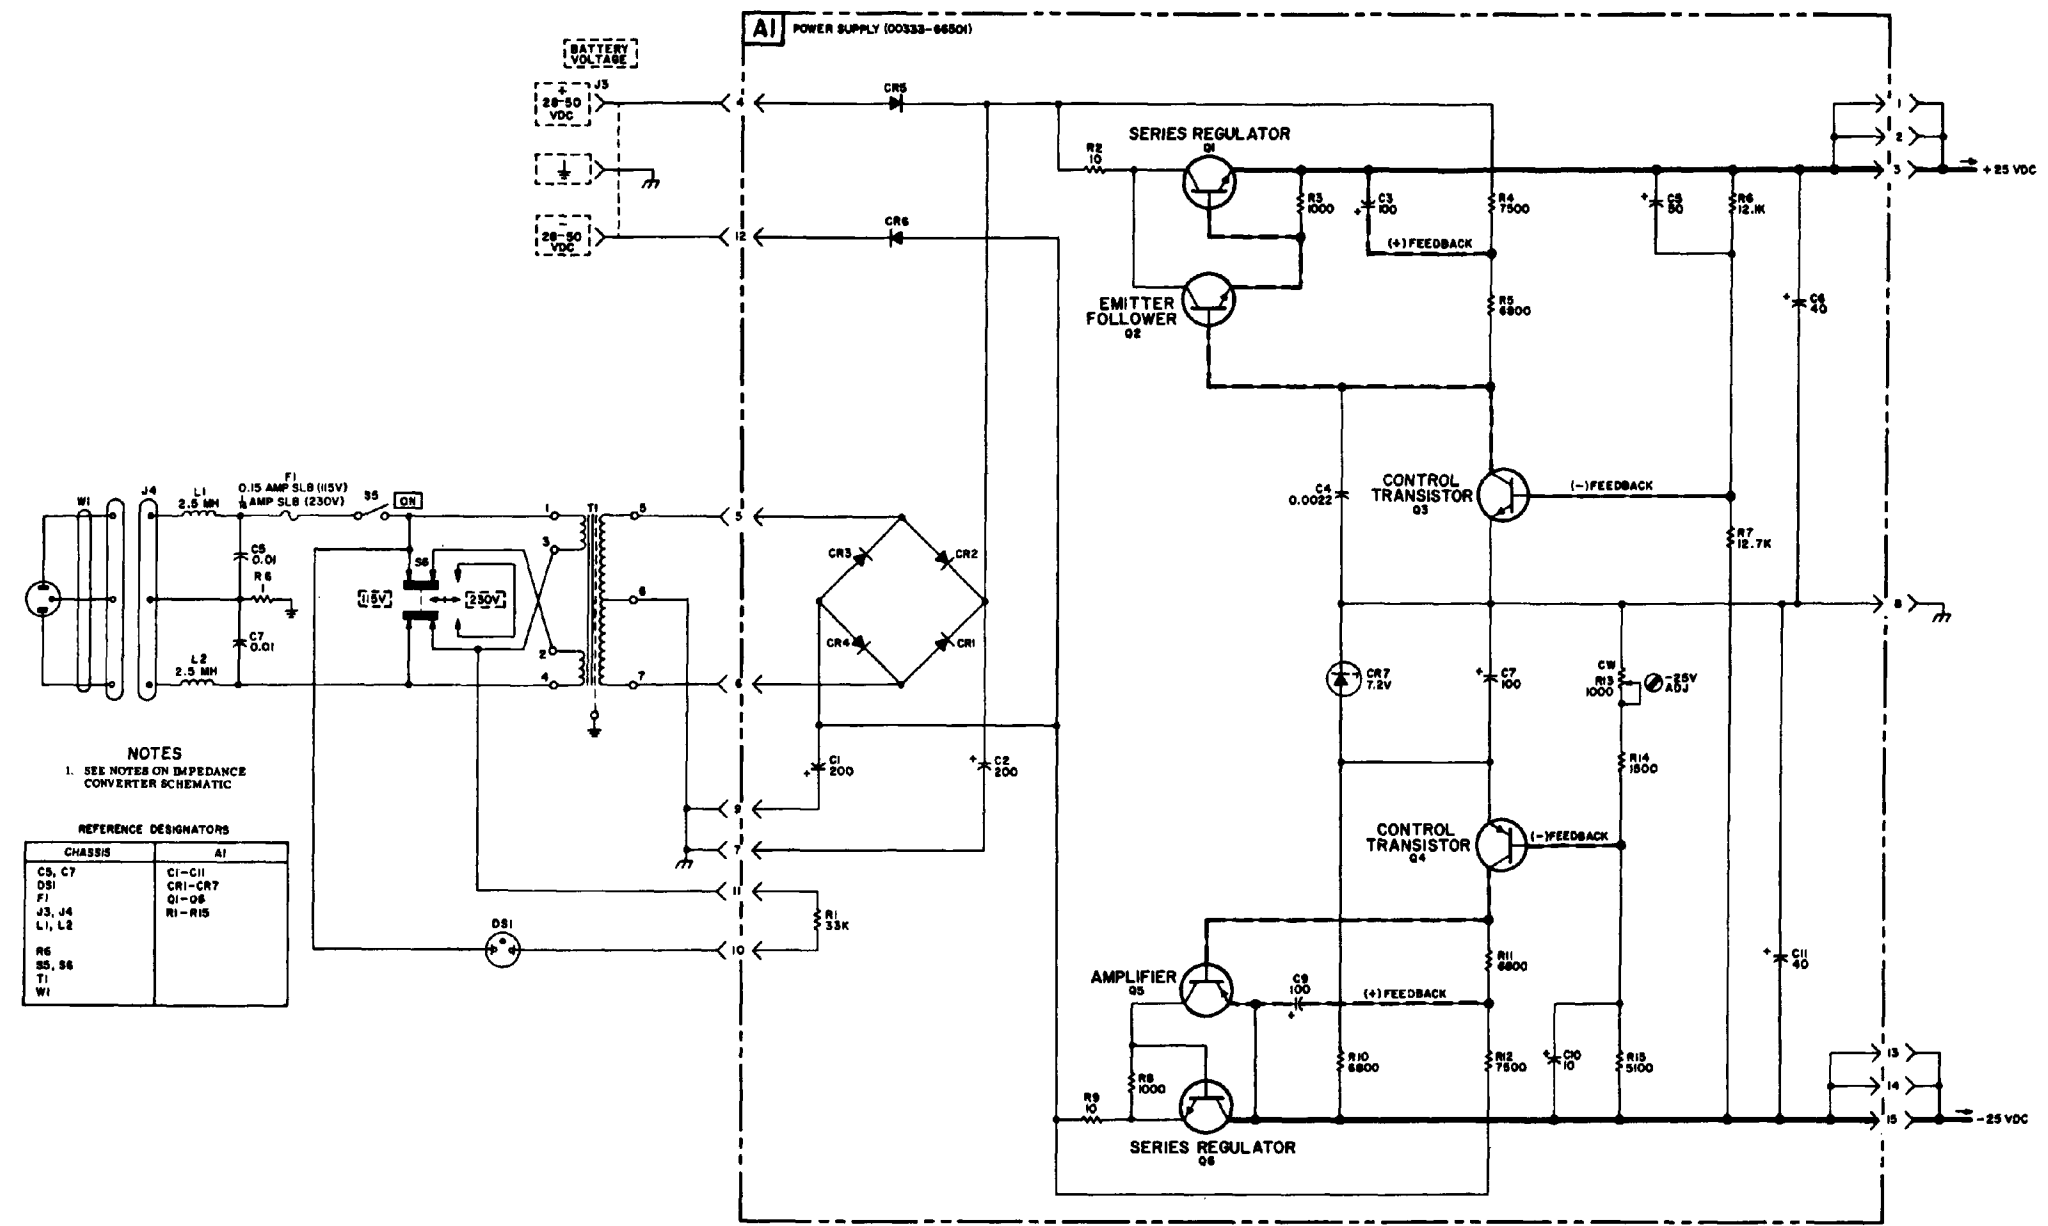 A1 POWER SUPPLY (00333-66501)
BATTERY
VOLTAGE
J3
+
28-50
VDC
4
CR5
1
2
3
+25 VDC
SERIES REGULATOR
Q1
R2
10
R3
1000
C3
100
+
R4
7500
+
C5
50
R6
12.1K
–
28-50
VDC
12
CR6
(+) FEEDBACK
EMITTER
FOLLOWER
Q2
R5
6800
+
C6
40
W1
J4
L1
2.5 MH
F1
0.15 AMP SLB (115V)
AMP SLB (230V)
S5
ON
1
T1
5
5
C5
0.01
R6
1
3
S6
115V
230V
6
C7
0.01
L2
2.5 MH
2
4
7
6
CR3
CR2
CR4
CR1
C4
0.0022
CONTROL
TRANSISTOR
Q3
(-) FEEDBACK
R7
12.7K
8
CR7
7.2V
+
C7
100
CW
R13
1000
-25V
ADJ
+
C1
200
+
C2
200
R14
1500
9
7
NOTES
1. SEE NOTES ON IMPEDANCE
CONVERTER SCHEMATIC
REFERENCE DESIGNATORS
CHASSIS A1
C5, C7 C1-C11
DS1 CR1-CR7
F1 Q1-Q6
J3, J4 R1-R15
L1, L2
R6
S5, S6
T1
W1
11
R1
33K
DS1
10
CONTROL
TRANSISTOR
Q4
(-) FEEDBACK
AMPLIFIER
Q5
C9
100
+
(+) FEEDBACK
R11
6800
+
C11
40
R8
1000
R9
10
R10
6800
R12
7500
+
C10
10
R15
5100
13
14
15
-25 VDC
SERIES REGULATOR
Q6